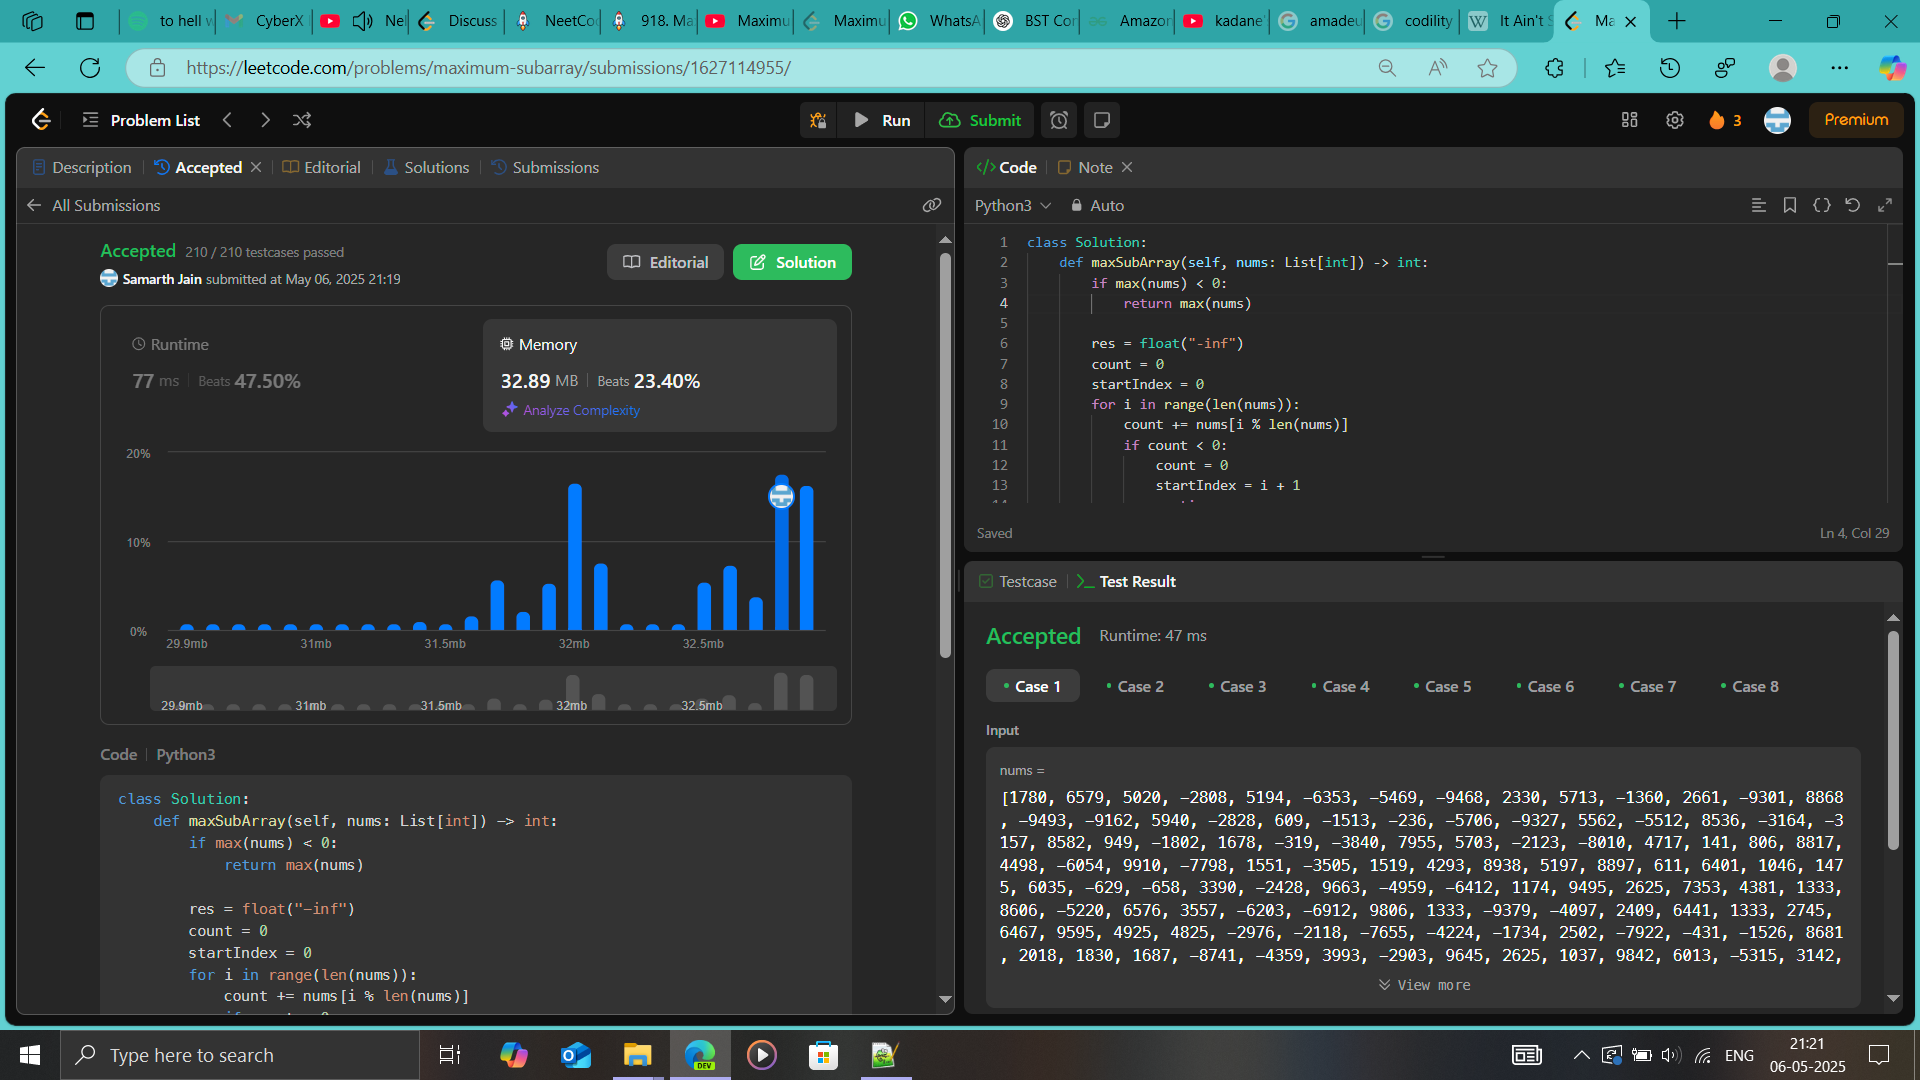 to hell w
CyberX
Nel
Discuss
NeetCo
918. Ma
Maximu
Maximu
WhatsA
BST Con
Amazon
kadane'
amadeu
codility
It Ain't S
Ma
https://leetcode.com/problems/maximum-subarray/submissions/1627114955/
Problem List
Run
Submit
3
Premium
Description
Accepted
Editorial
Solutions
Submissions
All Submissions
Accepted 210 / 210 testcases passed
Samarth Jain submitted at May 06, 2025 21:19
Editorial
Solution
Runtime
77 ms Beats 47.50%
Memory
32.89 MB Beats 23.40%
Analyze Complexity
20%
10%
0%
29.9mb 31mb 31.5mb 32mb 32.5mb
29.9mb 31mb 31.5mb 32mb 32.5mb
Code Python3
class Solution:
def maxSubArray(self, nums: List[int]) -> int:
if max(nums) < 0:
return max(nums)
res = float("-inf")
count = 0
startIndex = 0
for i in range(len(nums)):
count += nums[i % len(nums)]
Code
Note
Python3
Auto
1 class Solution:
2 def maxSubArray(self, nums: List[int]) -> int:
3 if max(nums) < 0:
4 return max(nums)
5
6 res = float("-inf")
7 count = 0
8 startIndex = 0
9 for i in range(len(nums)):
10 count += nums[i % len(nums)]
11 if count < 0:
12 count = 0
13 startIndex = i + 1
Saved
Ln 4, Col 29
Testcase
Test Result
Accepted Runtime: 47 ms
Case 1 Case 2 Case 3 Case 4 Case 5 Case 6 Case 7 Case 8
Input
nums =
[1780, 6579, 5020, -2808, 5194, -6353, -5469, -9468, 2330, 5713, -1360, 2661, -9301, 8868
, -9493, -9162, 5940, -2828, 609, -1513, -236, -5706, -9327, 5562, -5512, 8536, -3164, -3
157, 8582, 949, -1802, 1678, -319, -3840, 7955, 5703, -2123, -8010, 4717, 141, 806, 8817,
4498, -6054, 9910, -7798, 1551, -3505, 1519, 4293, 8938, 5197, 8897, 611, 6401, 1046, 147
5, 6035, -629, -658, 3390, -2428, 9663, -4959, -6412, 1174, 9495, 2625, 7353, 4381, 1333,
8606, -5220, 6576, 3557, -6203, -6912, 9806, 1333, -9379, -4097, 2409, 6441, 1333, 2745,
6467, 9595, 4925, 4825, -2976, -2118, -7655, -4224, -1734, 2502, -7922, -431, -1526, 8681
, 2018, 1830, 1687, -8741, -4359, 3993, -2903, 9645, 2625, 1037, 9842, 6013, -5315, 3142,
View more
Type here to search
DEV
ENG
21:21
06-05-2025